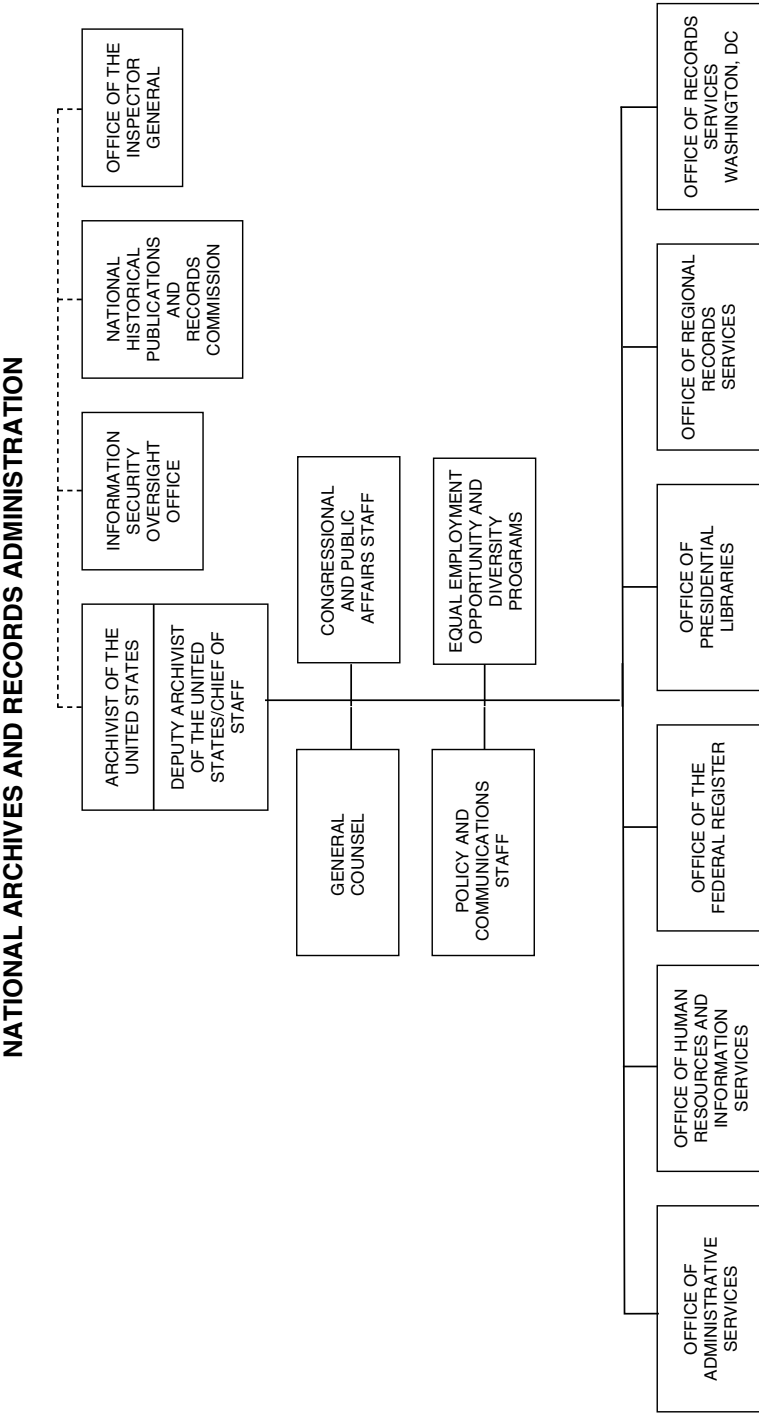 NATIONAL ARCHIVES AND RECORDS ADMINISTRATION
ARCHIVIST OF THE
UNITED STATES
DEPUTY ARCHIVIST
OF THE UNITED
STATES/CHIEF OF
STAFF
INFORMATION
SECURITY
OVERSIGHT
OFFICE
NATIONAL
HISTORICAL
PUBLICATIONS
AND
RECORDS
COMMISSION
OFFICE OF THE
INSPECTOR
GENERAL
GENERAL
COUNSEL
CONGRESSIONAL
AND PUBLIC
AFFAIRS STAFF
POLICY AND
COMMUNICATIONS
STAFF
EQUAL EMPLOYMENT
OPPORTUNITY AND
DIVERSITY
PROGRAMS
OFFICE OF
ADMINISTRATIVE
SERVICES
OFFICE OF HUMAN
RESOURCES AND
INFORMATION
SERVICES
OFFICE OF THE
FEDERAL REGISTER
OFFICE OF
PRESIDENTIAL
LIBRARIES
OFFICE OF REGIONAL
RECORDS
SERVICES
OFFICE OF RECORDS
SERVICES
WASHINGTON, DC